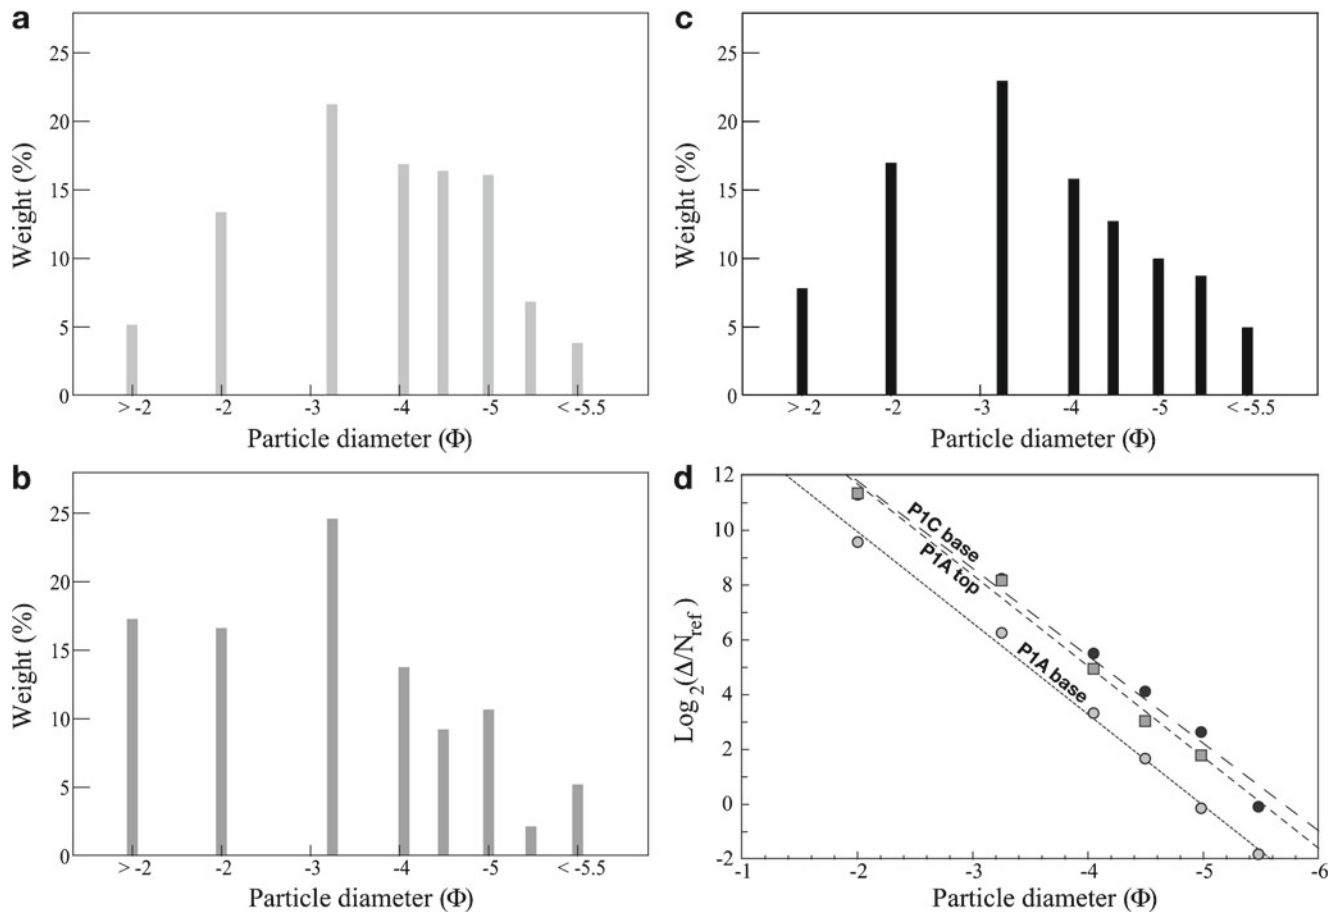 a
Weight (%)
25
20
15
10
5
0
> -2 -2 -3 -4 -5 < -5.5
Particle diameter (Φ)
c
Weight (%)
25
20
15
10
5
0
> -2 -2 -3 -4 -5 < -5.5
Particle diameter (Φ)
b
Weight (%)
25
20
15
10
5
0
> -2 -2 -3 -4 -5 < -5.5
Particle diameter (Φ)
d
Log 2(Δ/Nref)
12
10
8
6
4
2
0
-2
P1C base
P1A top
P1A base
-1 -2 -3 -4 -5 -6
Particle diameter (Φ)